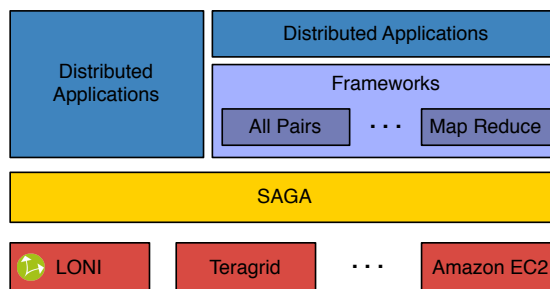 Distributed
Applications
Distributed Applications
Frameworks
All Pairs
. . .
Map Reduce
SAGA
LONI
Teragrid
. . .
Amazon EC2